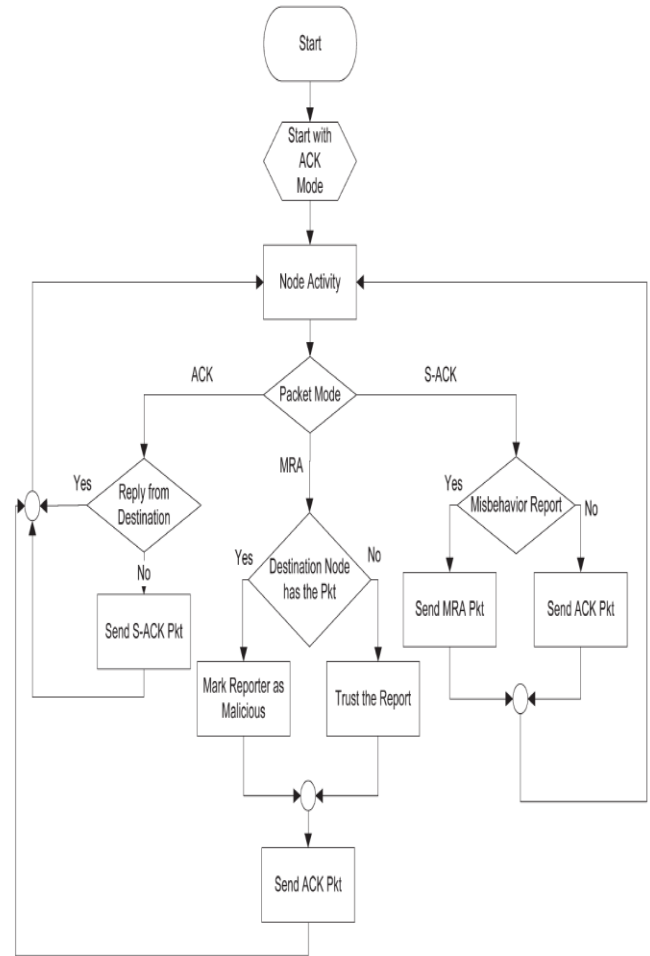 Start
Start with
ACK
Mode
Node Activity
ACK
Packet Mode
S-ACK
MRA
Yes
Reply from
Destination
No
Send S-ACK Pkt
Yes
Destination Node
has the Pkt
No
Mark Reporter as
Malicious
Trust the Report
Yes
Misbehavior Report
No
Send MRA Pkt
Send ACK Pkt
Send ACK Pkt